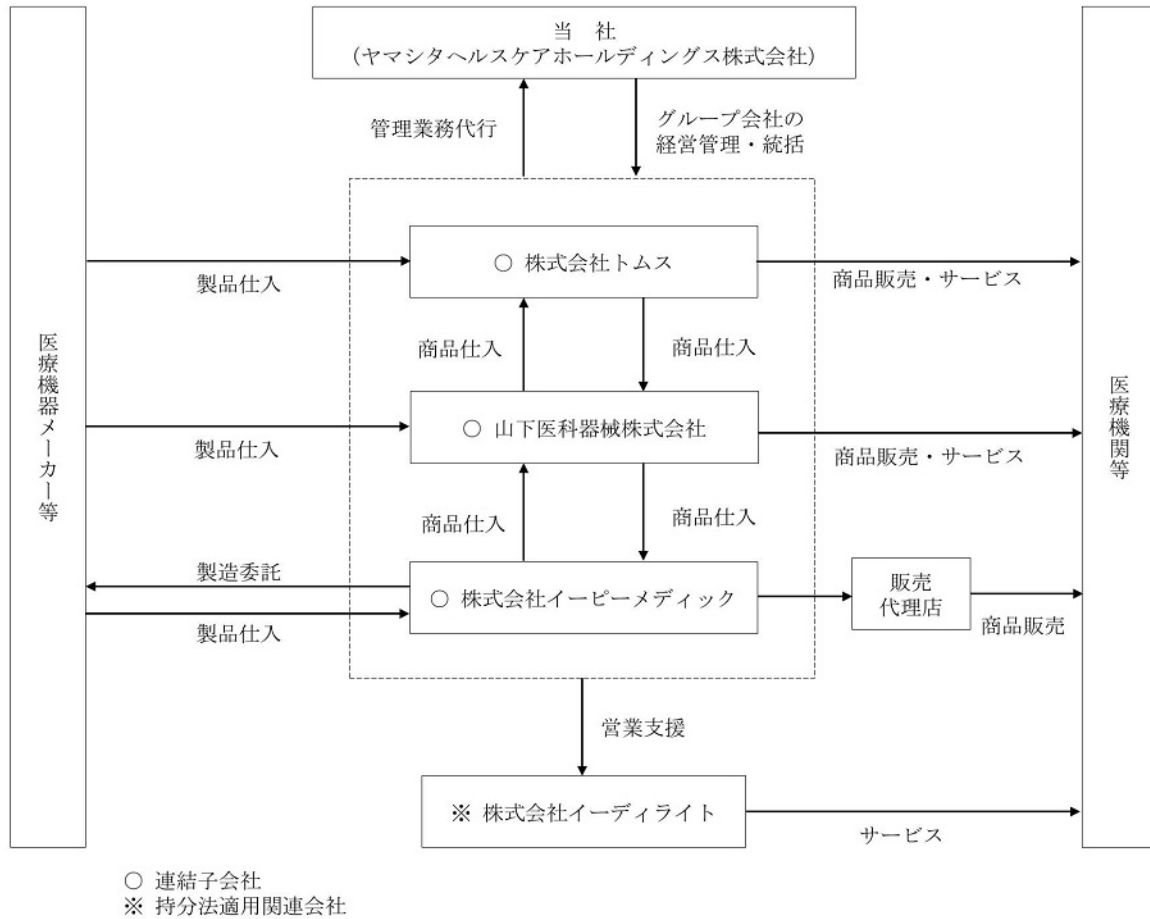 当 社
(ヤマシタヘルスケアホールディングス株式会社)
管理業務代行
グループ会社の
経営管理・統括
医療機器メーカー等
医療機関等
○ 株式会社トムス
製品仕入
商品販売・サービス
商品仕入
商品仕入
○ 山下医科器械株式会社
製品仕入
商品販売・サービス
商品仕入
商品仕入
製造委託
○ 株式会社イーピーメディック
販売
代理店
製品仕入
商品販売
営業支援
※ 株式会社イーディライト
サービス
○ 連結子会社
※ 持分法適用関連会社